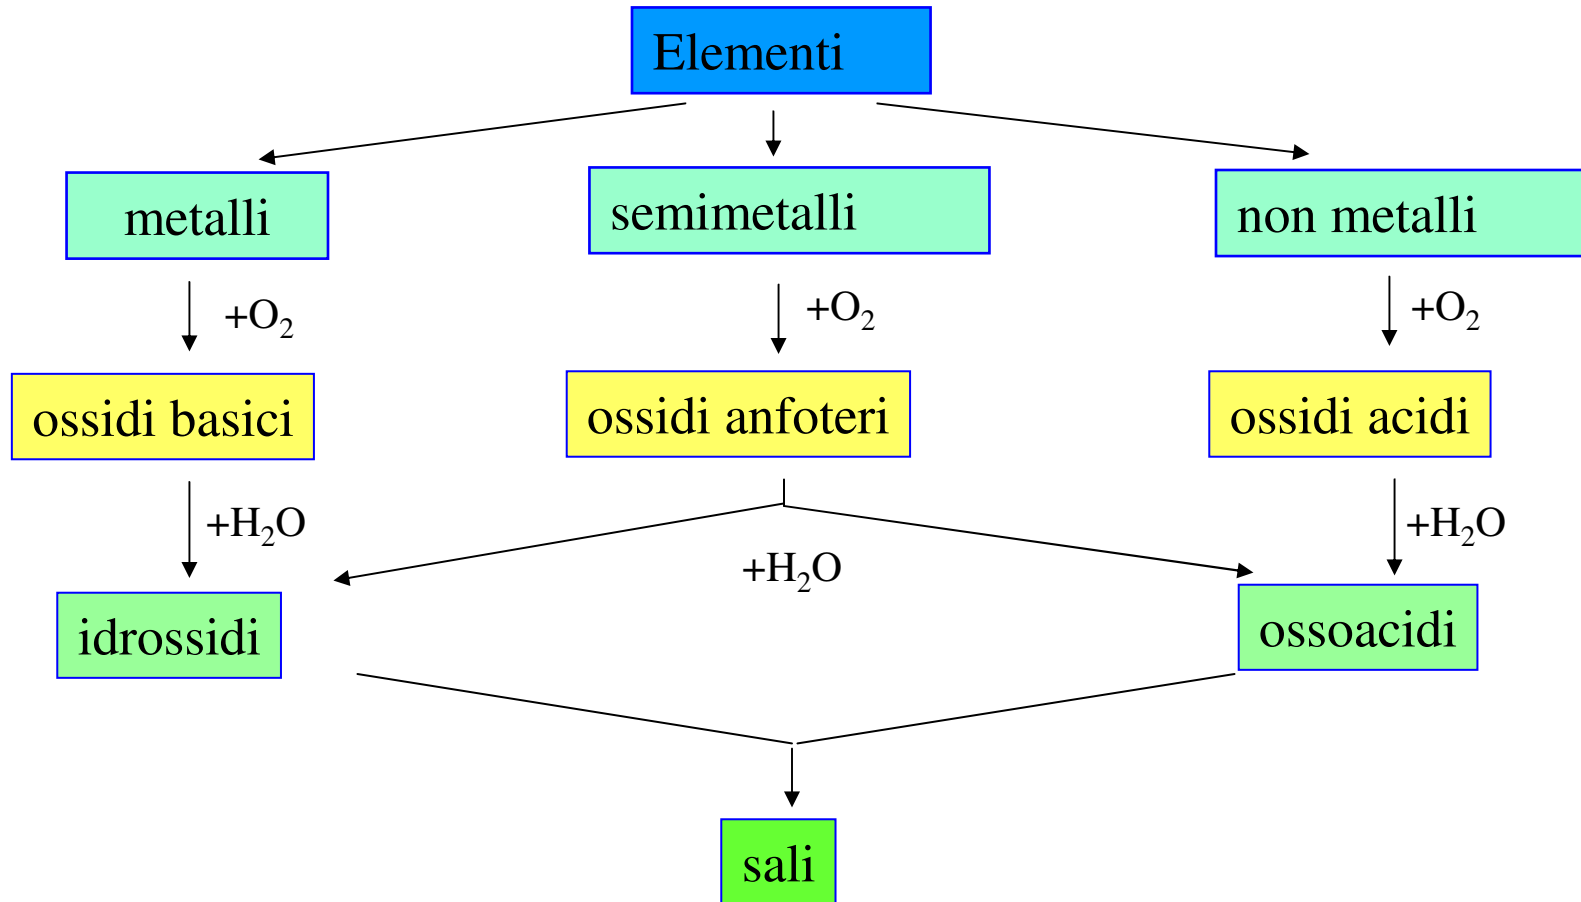 Elementi
metalli
semimetalli
non metalli
+O₂
+O₂
+O₂
ossidi basici
ossidi anfoteri
ossidi acidi
+H₂O
+H₂O
+H₂O
idrossidi
ossoacidi
sali